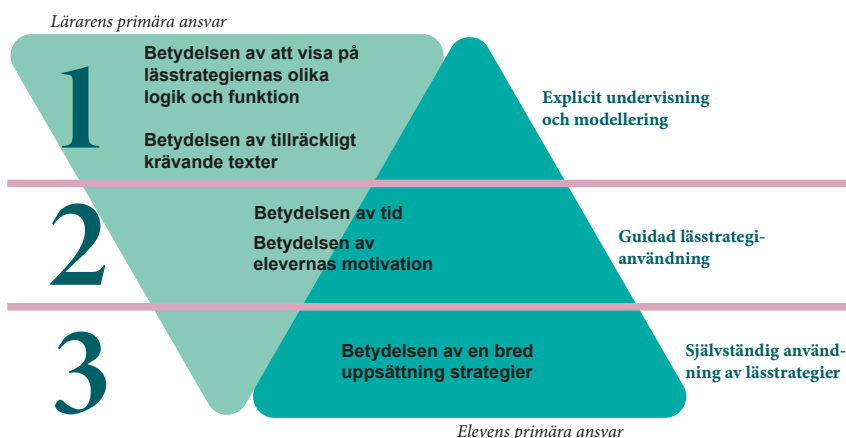 Lärarens primära ansvar
1
Betydelsen av att visa på
lässtrategiernas olika
logik och funktion
Betydelsen av tillräckligt
krävande texter
Explicit undervisning
och modellering
2
Betydelsen av tid
Betydelsen av
elevernas motivation
Guidad lässtrategi-
användning
3
Betydelsen av en bred
uppsättning strategier
Självständig använd-
ning av lässtrategier
Elevens primära ansvar